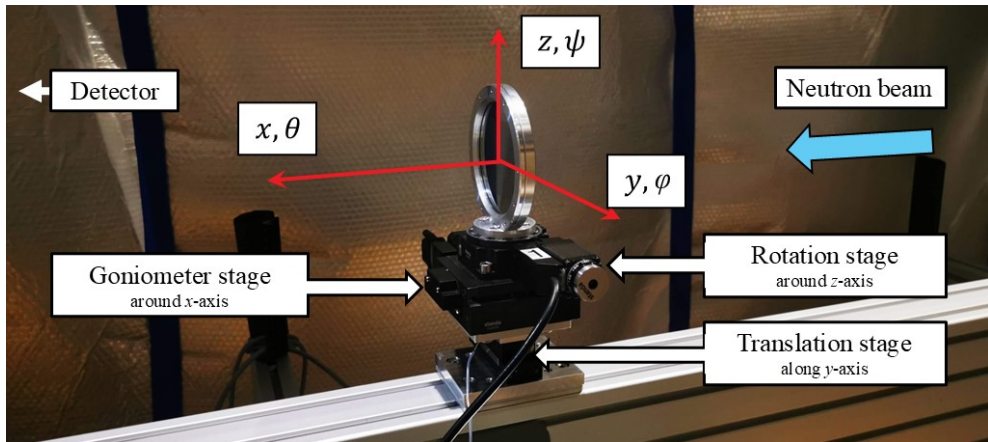 z, ψ
Detector
Neutron beam
x, θ
y, φ
Goniometer stage
around x-axis
Rotation stage
around z-axis
Translation stage
along y-axis